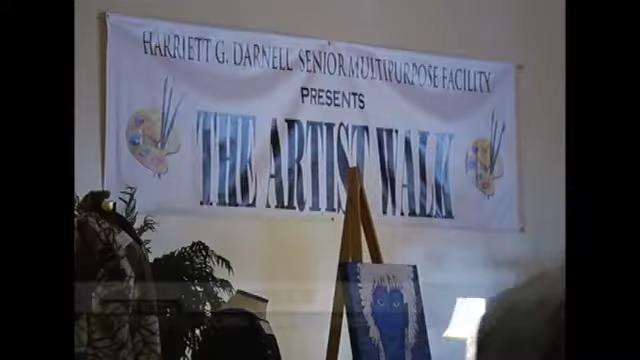 HARRIETT G. DARNELL SENIOR MULTIPURPOSE FACILITY
PRESENTS
THE ARTIST WALK